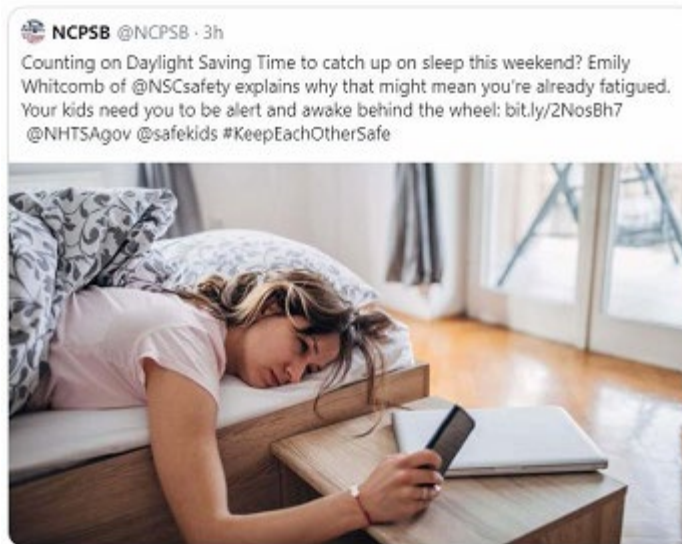 NCPSB @NCPSB · 3h
Counting on Daylight Saving Time to catch up on sleep this weekend? Emily
Whitcomb of @NSCsafety explains why that might mean you're already fatigued.
Your kids need you to be alert and awake behind the wheel: bit.ly/2NosBh7
@NHTSAgov @safekids #KeepEachOtherSafe